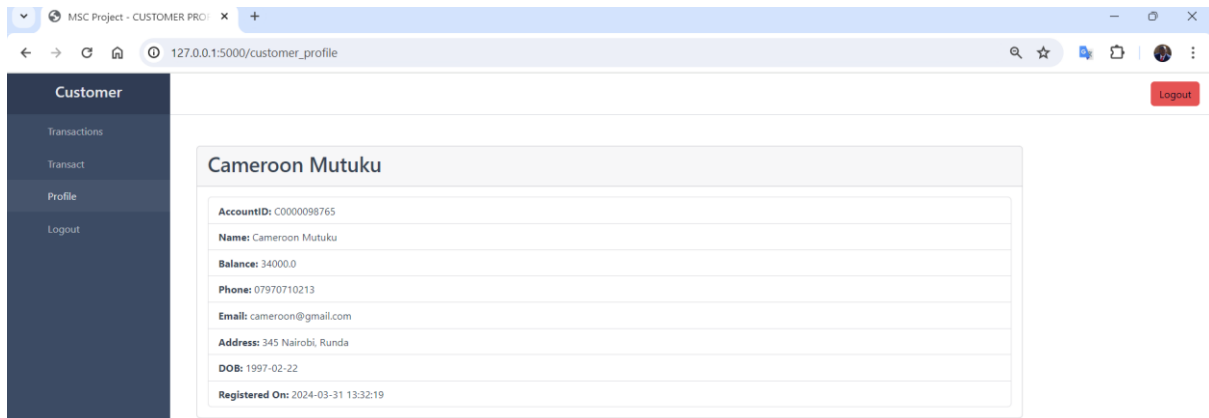 MSC Project - CUSTOMER PROF
127.0.0.1:5000/customer_profile
Customer
Logout
Transactions
Transact
Profile
Logout
Cameroon Mutuku
AccountID: C0000098765
Name: Cameroon Mutuku
Balance: 34000.0
Phone: 07970710213
Email: cameroon@gmail.com
Address: 345 Nairobi, Runda
DOB: 1997-02-22
Registered On: 2024-03-31 13:32:19